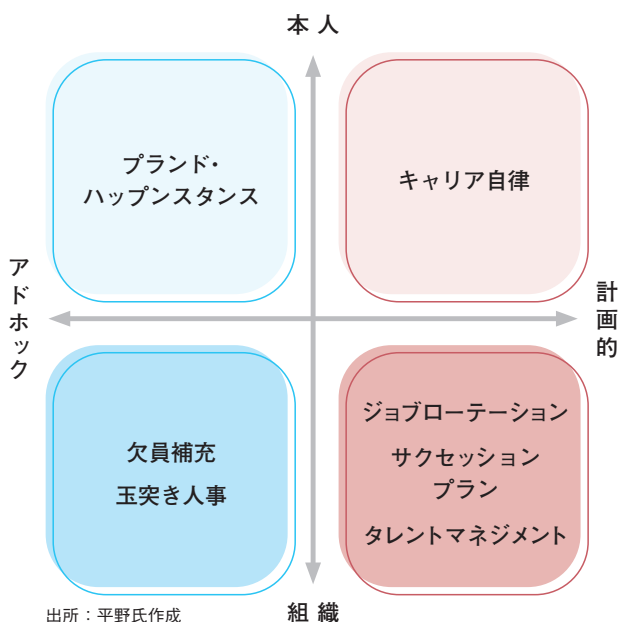 本人
プランド・
ハップンスタンス
キャリア自律
アドホック
計画的
欠員補充
玉突き人事
ジョブローテーション
サクセッション
プラン
タレントマネジメント
出所：平野氏作成
組織